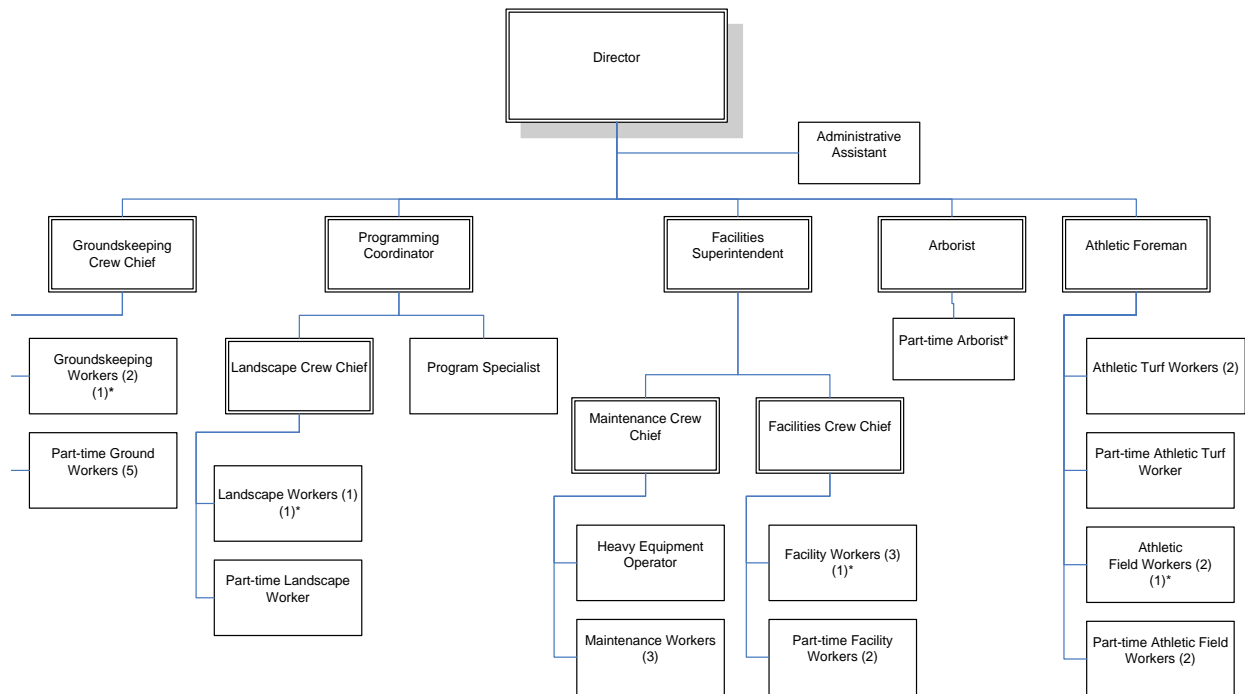 Director
Administrative
Assistant
Groundskeeping
Crew Chief
Programming
Coordinator
Facilities
Superintendent
Arborist
Athletic Foreman
Groundskeeping
Workers (2)
(1)*
Part-time Ground
Workers (5)
Landscape Crew Chief
Program Specialist
Landscape Workers (1)
(1)*
Part-time Landscape
Worker
Maintenance Crew
Chief
Facilities Crew Chief
Heavy Equipment
Operator
Maintenance Workers
(3)
Facility Workers (3)
(1)*
Part-time Facility
Workers (2)
Part-time Arborist*
Athletic Turf Workers (2)
Part-time Athletic Turf
Worker
Athletic
Field Workers (2)
(1)*
Part-time Athletic Field
Workers (2)